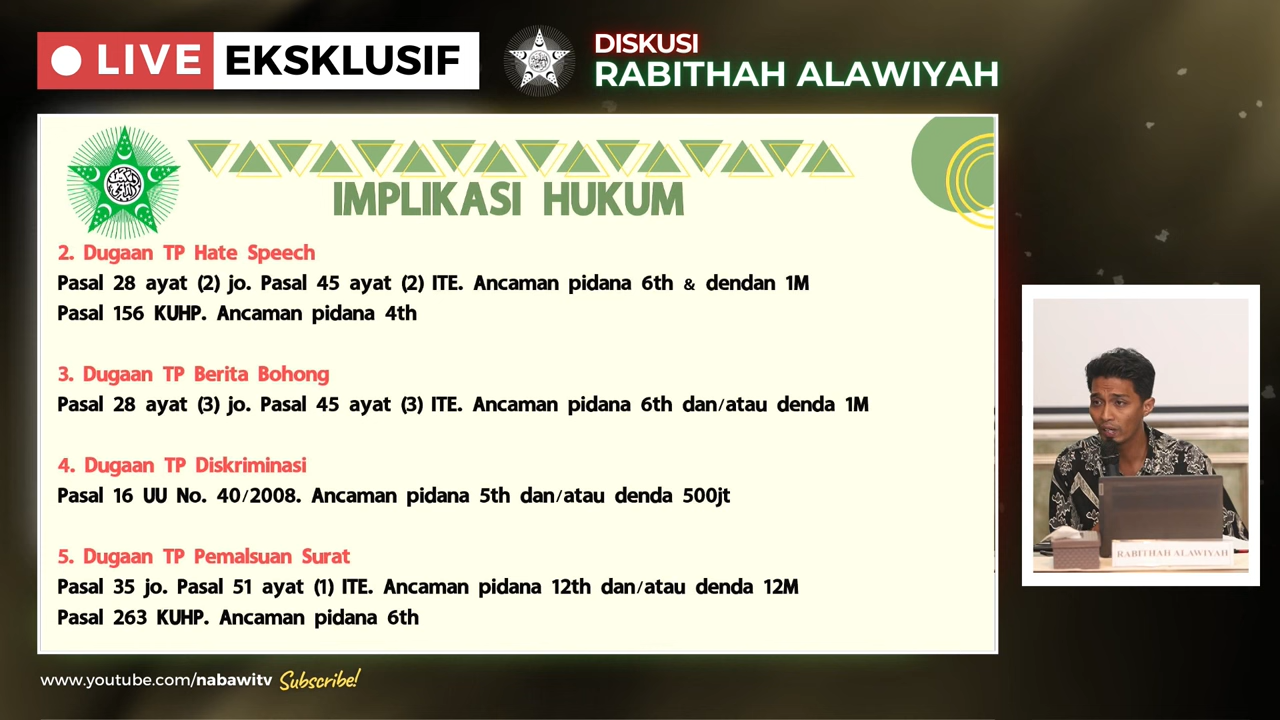 LIVE EKSKLUSIF
DISKUSI
RABITHAH ALAWIYAH
IMPLIKASI HUKUM
2. Dugaan TP Hate Speech
Pasal 28 ayat (2) jo. Pasal 45 ayat (2) ITE. Ancaman pidana 6th & dendan 1M
Pasal 156 KUHP. Ancaman pidana 4th
3. Dugaan TP Berita Bohong
Pasal 28 ayat (3) jo. Pasal 45 ayat (3) ITE. Ancaman pidana 6th dan/atau denda 1M
4. Dugaan TP Diskriminasi
Pasal 16 UU No. 40/2008. Ancaman pidana 5th dan/atau denda 500jt
5. Dugaan TP Pemalsuan Surat
Pasal 35 jo. Pasal 51 ayat (1) ITE. Ancaman pidana 12th dan/atau denda 12M
Pasal 263 KUHP. Ancaman pidana 6th
RABITHAH ALAWIYAH
www.youtube.com/nabawitv Subscribe!